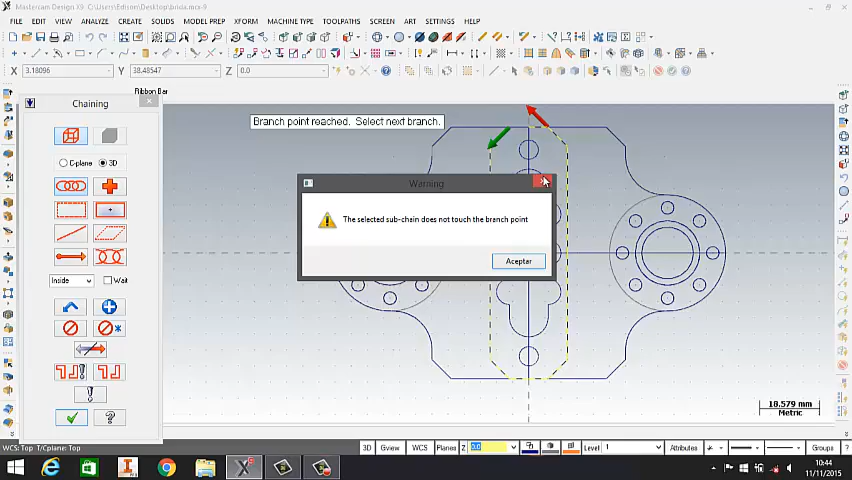 Mastercam Design X9 C:\Users\Edison\Desktop\brida.mcx-9
FILE EDIT VIEW ANALYZE CREATE SOLIDS MODEL PREP XFORM MACHINE TYPE TOOLPATHS SCREEN ART SETTINGS HELP
X 3.18096 Y 38.48547 Z 0.0
Ribbon Bar
Chaining
Branch point reached. Select next branch.
C-plane 3D
Warning
The selected sub-chain does not touch the branch point
Aceptar
Inside Wait
18.579 mm
Metric
WCS: Top T/Cplane: Top
3D Gview WCS Planes Z 0.0 Level 1 Attributes Groups
10:44
11/11/2015